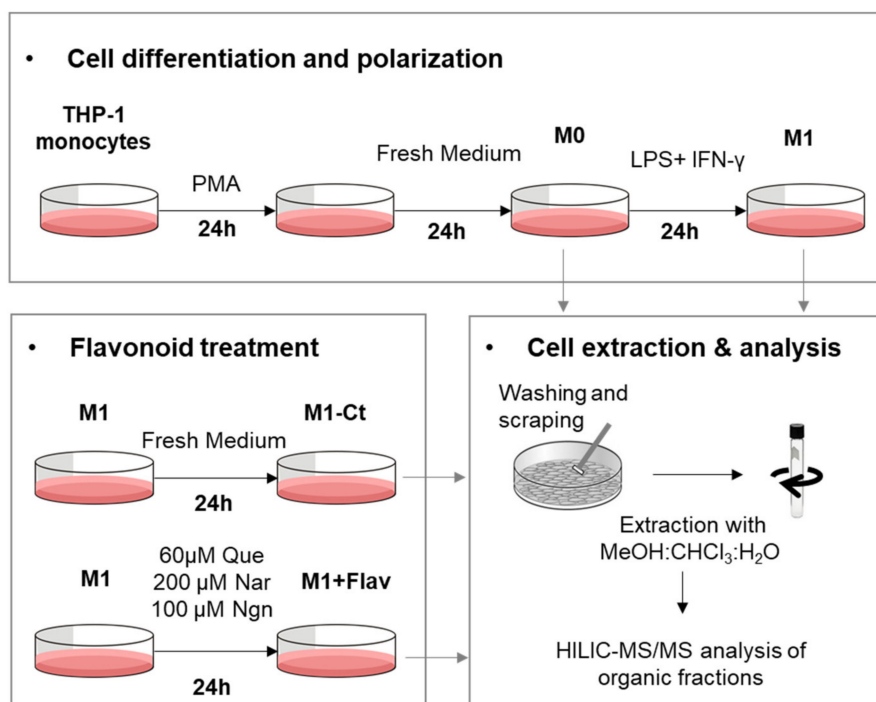 • Cell differentiation and polarization
THP-1
monocytes
PMA
24h
Fresh Medium
24h
M0
LPS+ IFN-γ
24h
M1
• Flavonoid treatment
M1
Fresh Medium
24h
M1-Ct
M1
60μM Que
200 μM Nar
100 μM Ngn
24h
M1+Flav
• Cell extraction & analysis
Washing and
scraping
Extraction with
MeOH:CHCl₃:H₂O
HILIC-MS/MS analysis of
organic fractions